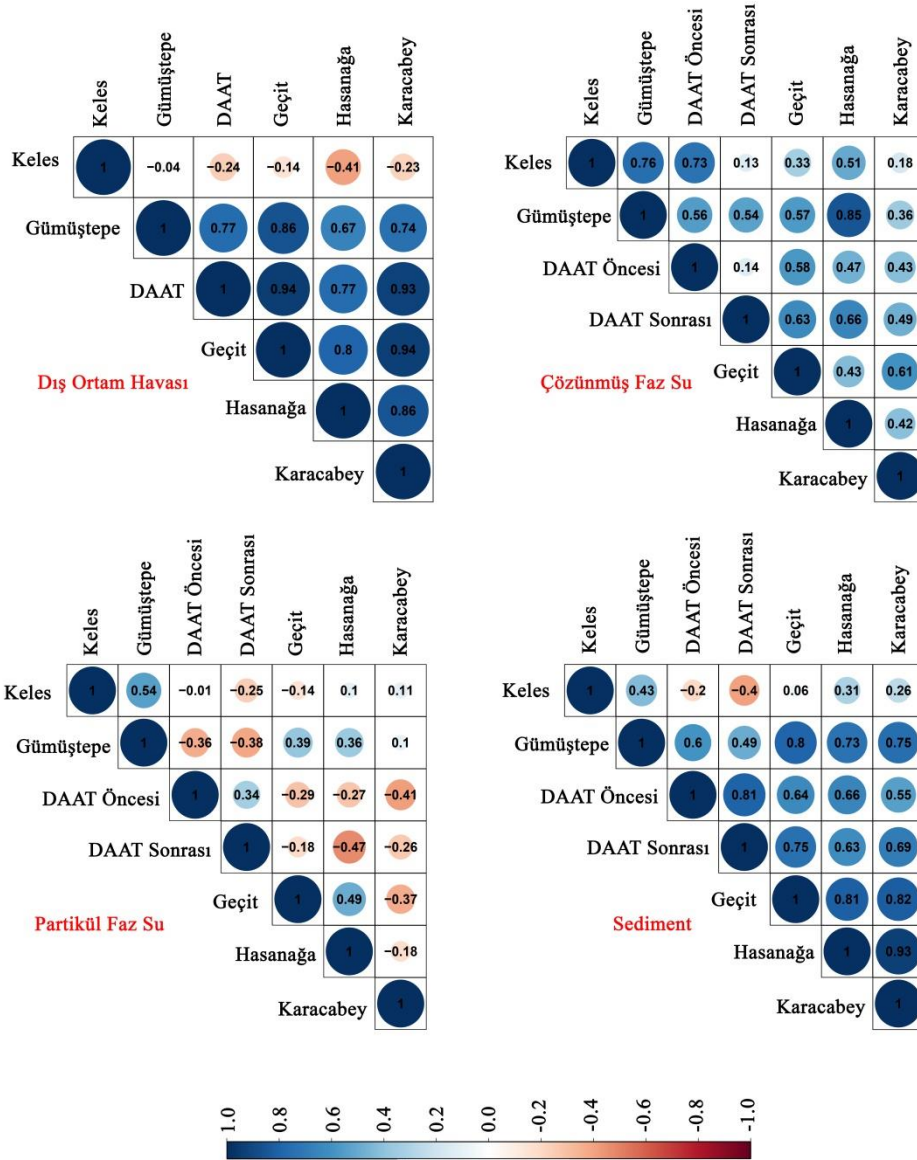 Keles
Gümüştepe
DAAT
Geçit
Hasanağa
Karacabey
Keles 1 −0.04 −0.24 −0.14 −0.41 −0.23
Gümüştepe 1 0.77 0.86 0.67 0.74
DAAT 1 0.94 0.77 0.93
Geçit 1 0.8 0.94
Dış Ortam Havası
Hasanağa 1 0.86
Karacabey 1
Keles
Gümüştepe
DAAT Öncesi
DAAT Sonrası
Geçit
Hasanağa
Karacabey
Keles 1 0.76 0.73 0.13 0.33 0.51 0.18
Gümüştepe 1 0.56 0.54 0.57 0.85 0.36
DAAT Öncesi 1 0.14 0.58 0.47 0.43
DAAT Sonrası 1 0.63 0.66 0.49
Geçit 1 0.43 0.61
Çözünmüş Faz Su
Hasanağa 1 0.42
Karacabey 1
Keles
Gümüştepe
DAAT Öncesi
DAAT Sonrası
Geçit
Hasanağa
Karacabey
Keles 1 0.54 −0.01 −0.25 −0.14 0.1 0.11
Gümüştepe 1 −0.36 −0.38 0.39 0.36 0.1
DAAT Öncesi 1 0.34 −0.29 −0.27 −0.41
DAAT Sonrası 1 −0.18 −0.47 −0.26
Geçit 1 0.49 −0.37
Partikül Faz Su
Hasanağa 1 −0.18
Karacabey 1
Keles
Gümüştepe
DAAT Öncesi
DAAT Sonrası
Geçit
Hasanağa
Karacabey
Keles 1 0.43 −0.2 −0.4 0.06 0.31 0.26
Gümüştepe 1 0.6 0.49 0.8 0.73 0.75
DAAT Öncesi 1 0.81 0.64 0.66 0.55
DAAT Sonrası 1 0.75 0.63 0.69
Geçit 1 0.81 0.82
Sediment
Hasanağa 1 0.93
Karacabey 1
1.0 0.8 0.6 0.4 0.2 0.0 -0.2 -0.4 -0.6 -0.8 -1.0